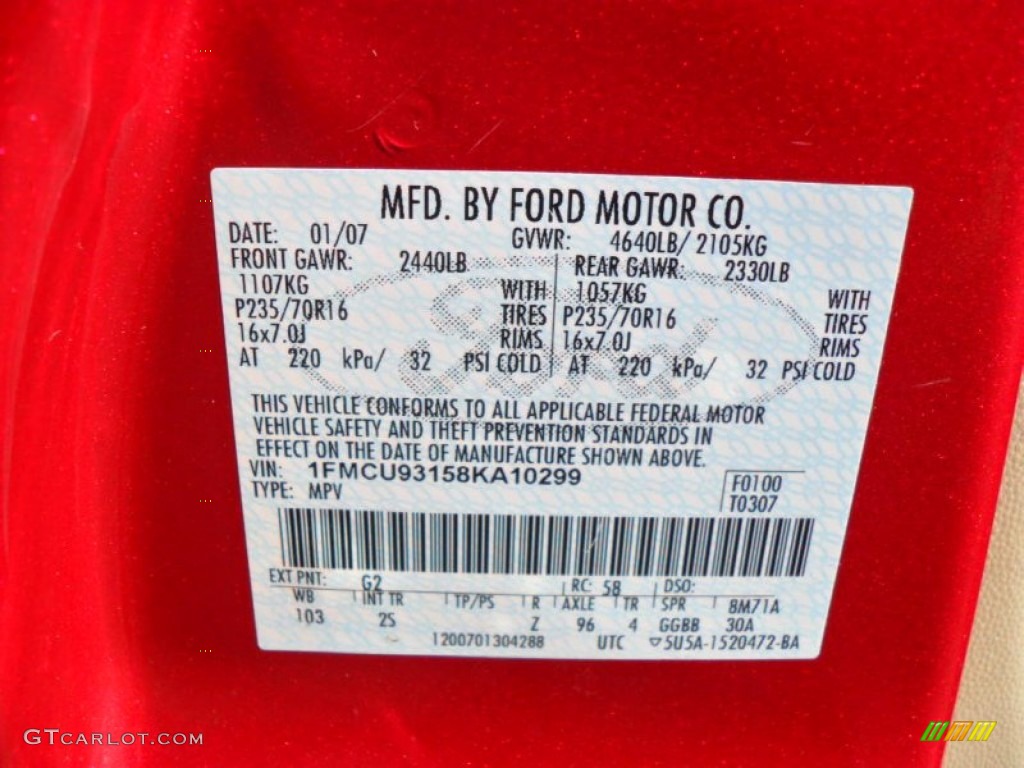 MFD. BY FORD MOTOR CO.
DATE: 01/07 GVWR: 4640LB/ 2105KG
FRONT GAWR: 2440LB REAR GAWR: 2330LB
1107KG WITH 1057KG WITH
P235/70R16 TIRES P235/70R16 TIRES
16x7.0J RIMS 16x7.0J RIMS
AT 220 kPa/ 32 PSI COLD AT 220 kPa/ 32 PSI COLD
Ford
THIS VEHICLE CONFORMS TO ALL APPLICABLE FEDERAL MOTOR
VEHICLE SAFETY AND THEFT PREVENTION STANDARDS IN
EFFECT ON THE DATE OF MANUFACTURE SHOWN ABOVE.
VIN: 1FMCU93158KA10299
TYPE: MPV
F0100
T0307
EXT PNT: G2 RC: 58 DSO:
WB INT TR TP/PS R AXLE TR SPR 8M71A
103 2S Z 96 4 GGBB 30A
1200701304288 UTC ▽5U5A-1520472-BA
GTCARLOT.COM